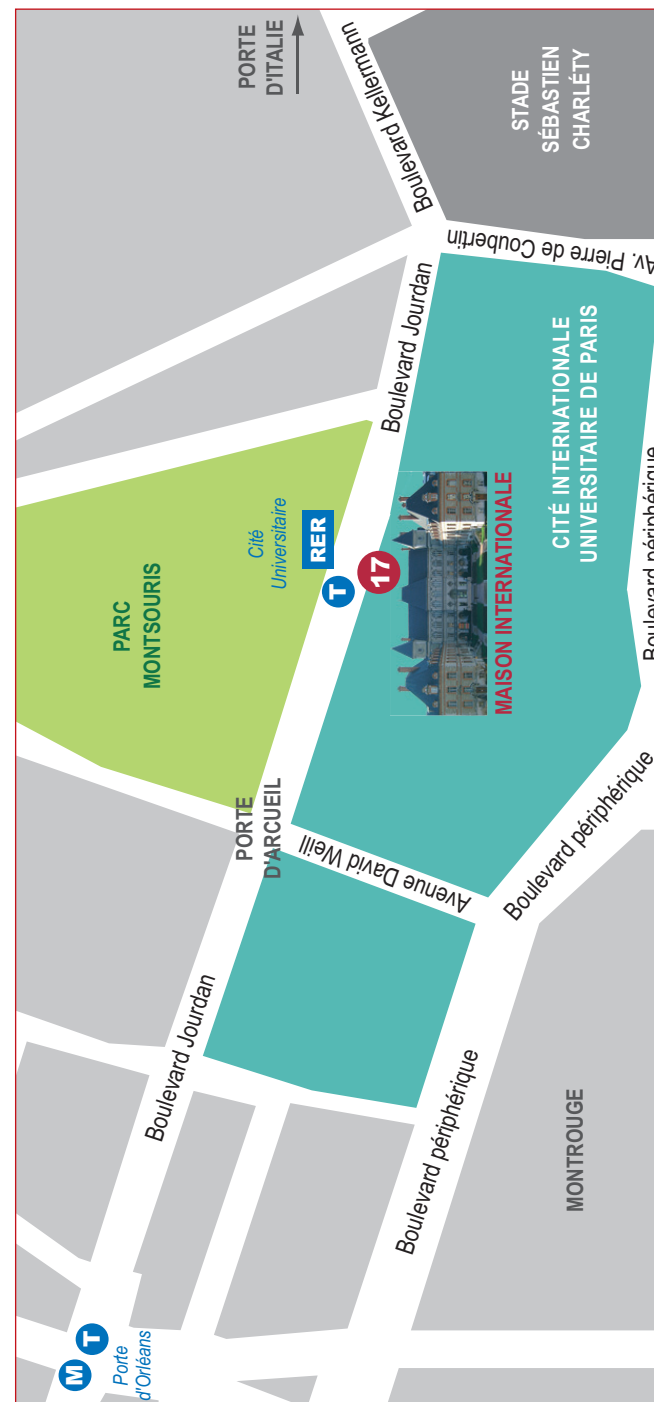 M
T
Porte
d'Orléans
Boulevard Jourdan
Boulevard périphérique
MONTROUGE
PORTE
D'ARCUEIL
Avenue David Weill
Boulevard périphérique
PARC
MONTSOURIS
Cité
Universitaire
RER
T
17
MAISON INTERNATIONALE
CITÉ INTERNATIONALE
UNIVERSITAIRE DE PARIS
Boulevard périphérique
Boulevard Jourdan
Av. Pierre de Coubertin
Boulevard Kellermann
PORTE
D'ITALIE
STADE
SÉBASTIEN
CHARLÉTY